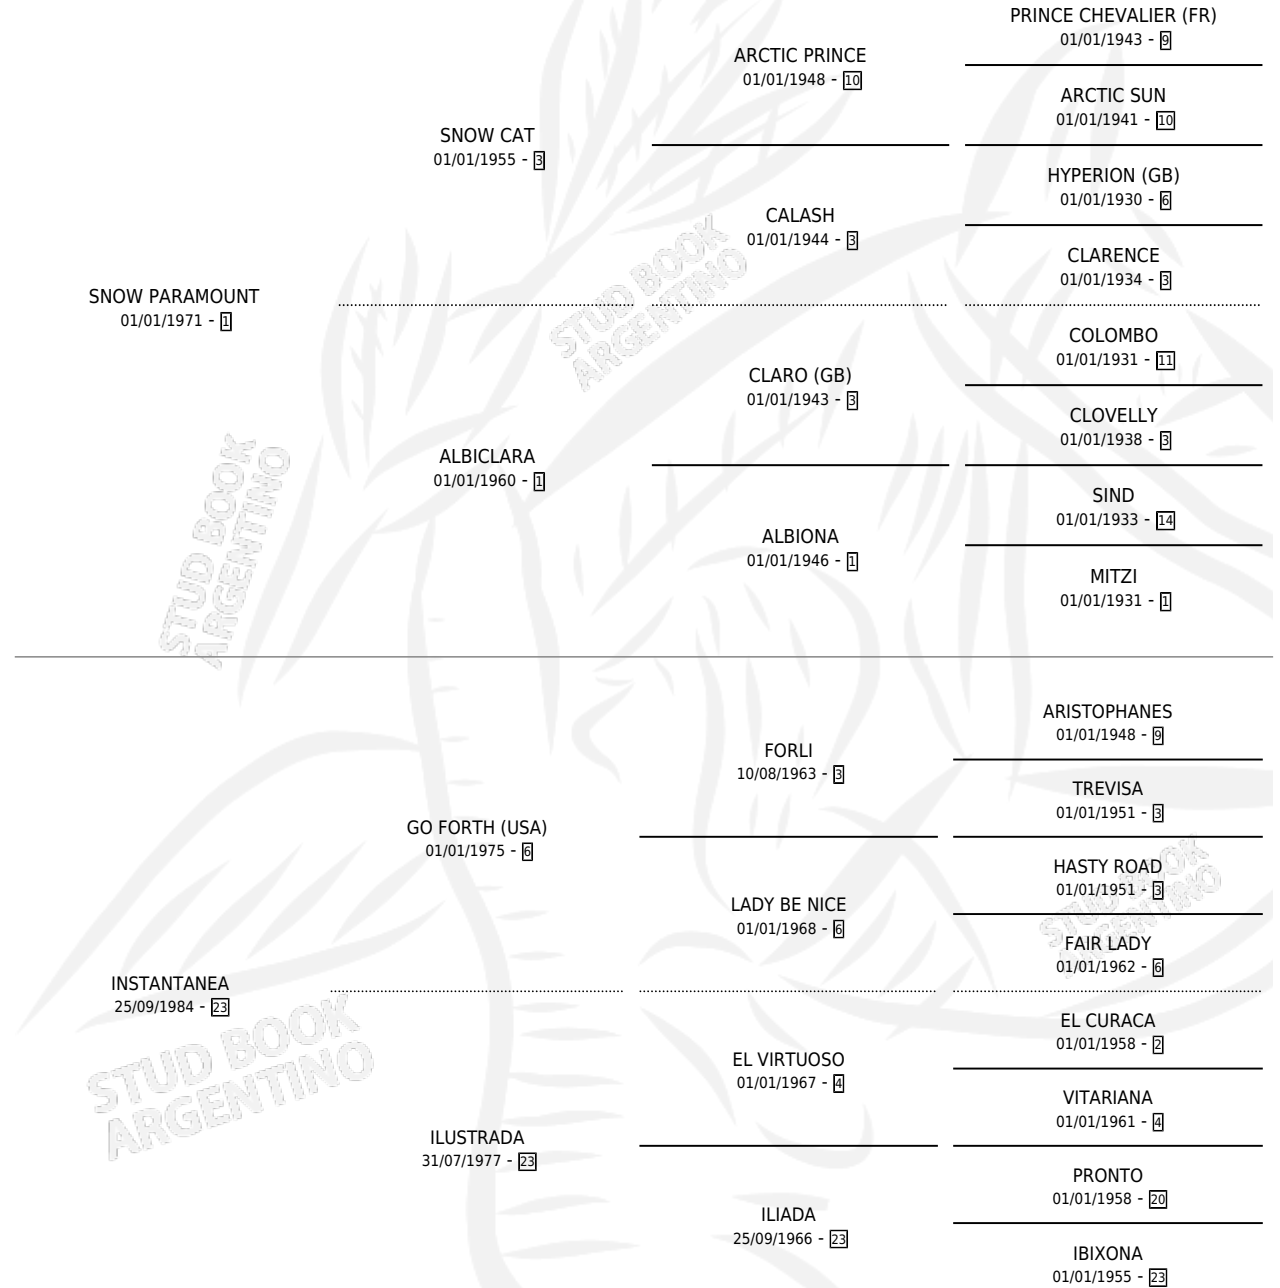 PRINCE CHEVALIER (FR)
01/01/1943 - 9
ARCTIC PRINCE
01/01/1948 - 10
ARCTIC SUN
01/01/1941 - 10
SNOW CAT
01/01/1955 - 3
HYPERION (GB)
01/01/1930 - 6
CALASH
01/01/1944 - 3
CLARENCE
01/01/1934 - 3
SNOW PARAMOUNT
01/01/1971 - 1
COLOMBO
01/01/1931 - 11
CLARO (GB)
01/01/1943 - 3
CLOVELLY
01/01/1938 - 3
ALBICLARA
01/01/1960 - 1
SIND
01/01/1933 - 14
ALBIONA
01/01/1946 - 1
MITZI
01/01/1931 - 1
ARISTOPHANES
01/01/1948 - 9
FORLI
10/08/1963 - 3
TREVISA
01/01/1951 - 3
GO FORTH (USA)
01/01/1975 - 6
HASTY ROAD
01/01/1951 - 3
LADY BE NICE
01/01/1968 - 6
FAIR LADY
01/01/1962 - 6
INSTANTANEA
25/09/1984 - 23
EL CURACA
01/01/1958 - 2
EL VIRTUOSO
01/01/1967 - 4
VITARIANA
01/01/1961 - 4
ILUSTRADA
31/07/1977 - 23
PRONTO
01/01/1958 - 20
ILIADA
25/09/1966 - 23
IBIXONA
01/01/1955 - 23
STUD BOOK
ARGENTINO
STUD BOOK
ARGENTINO
STUD BOOK
ARGENTINO
STUD BOOK
ARGENTINO